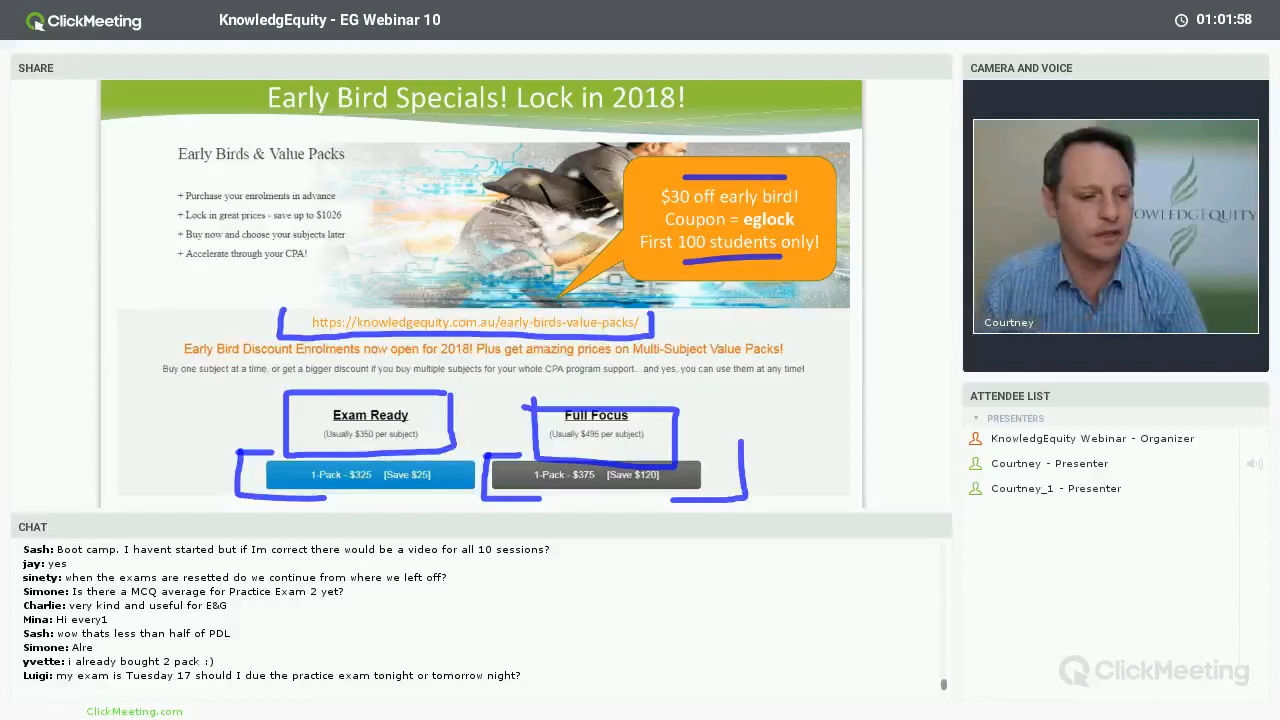 ClickMeeting
KnowledgEquity - EG Webinar 10
01:01:58
SHARE
Early Bird Specials! Lock in 2018!
Early Birds & Value Packs
+ Purchase your enrolments in advance
+ Lock in great prices - save up to $1026
+ Buy now and choose your subjects later
+ Accelerate through your CPA!
$30 off early bird!
Coupon = eglock
First 100 students only!
https://knowledgequity.com.au/early-birds-value-packs/
Early Bird Discount Enrolments now open for 2018! Plus get amazing prices on Multi-Subject Value Packs!
Buy one subject at a time, or get a bigger discount if you buy multiple subjects for your whole CPA program support... and yes, you can use them at any time!
Exam Ready
(Usually $350 per subject)
1-Pack - $325 [Save $25]
Full Focus
(Usually $495 per subject)
1-Pack - $375 [Save $120]
CAMERA AND VOICE
NOWLEDGEQUITY
Courtney
ATTENDEE LIST
PRESENTERS
KnowledgEquity Webinar - Organizer
Courtney - Presenter
Courtney_1 - Presenter
CHAT
Sash: Boot camp. I havent started but if Im correct there would be a video for all 10 sessions?
jay: yes
sinety: when the exams are resetted do we continue from where we left off?
Simone: Is there a MCQ average for Practice Exam 2 yet?
Charlie: very kind and useful for E&G
Mina: Hi every1
Sash: wow thats less than half of PDL
Simone: Alre
yvette: i already bought 2 pack :)
Luigi: my exam is Tuesday 17 should I due the practice exam tonight or tomorrow night?
ClickMeeting
ClickMeeting.com